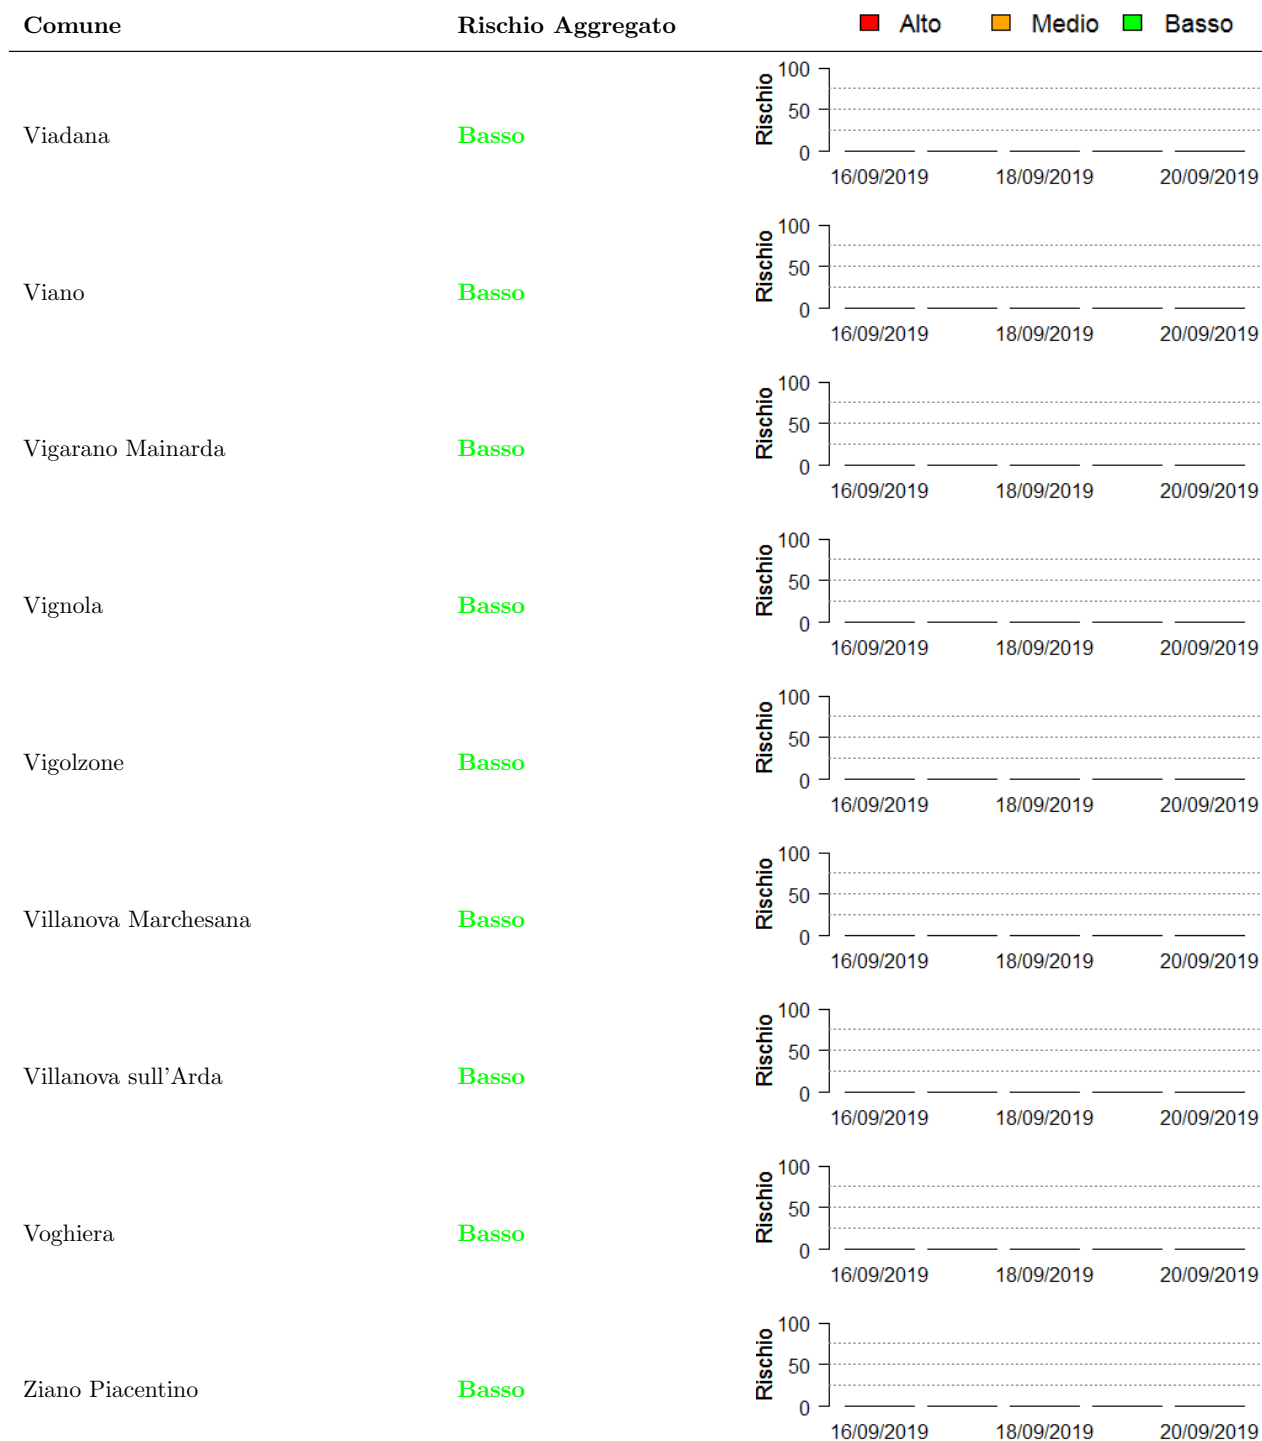 Comune Rischio Aggregato Alto Medio Basso
100
50
0
Rischio
Viadana Basso
16/09/2019 18/09/2019 20/09/2019
100
50
0
Rischio
Viano Basso
16/09/2019 18/09/2019 20/09/2019
100
50
0
Rischio
Vigarano Mainarda Basso
16/09/2019 18/09/2019 20/09/2019
100
50
0
Rischio
Vignola Basso
16/09/2019 18/09/2019 20/09/2019
100
50
0
Rischio
Vigolzone Basso
16/09/2019 18/09/2019 20/09/2019
100
50
0
Rischio
Villanova Marchesana Basso
16/09/2019 18/09/2019 20/09/2019
100
50
0
Rischio
Villanova sull'Arda Basso
16/09/2019 18/09/2019 20/09/2019
100
50
0
Rischio
Voghiera Basso
16/09/2019 18/09/2019 20/09/2019
100
50
0
Rischio
Ziano Piacentino Basso
16/09/2019 18/09/2019 20/09/2019